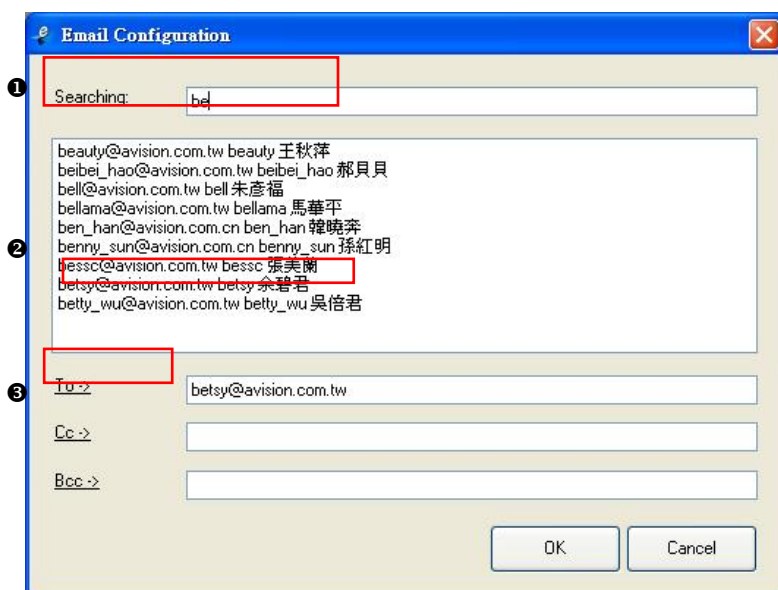 Email Configuration
❶ Searching: be
beauty@avision.com.tw beauty 王秋萍
beibei_hao@avision.com.tw beibei_hao 郝貝貝
bell@avision.com.tw bell 朱彥福
bellama@avision.com.tw bellama 馬華平
ben_han@avision.com.cn ben_han 韓曉奔
❷ benny_sun@avision.com.cn benny_sun 孫紅明
bessc@avision.com.tw bessc 張美蘭
betsy@avision.com.tw betsy 余碧君
betty_wu@avision.com.tw betty_wu 吳倍君
❸ To -> betsy@avision.com.tw
Cc ->
Bcc ->
OK Cancel